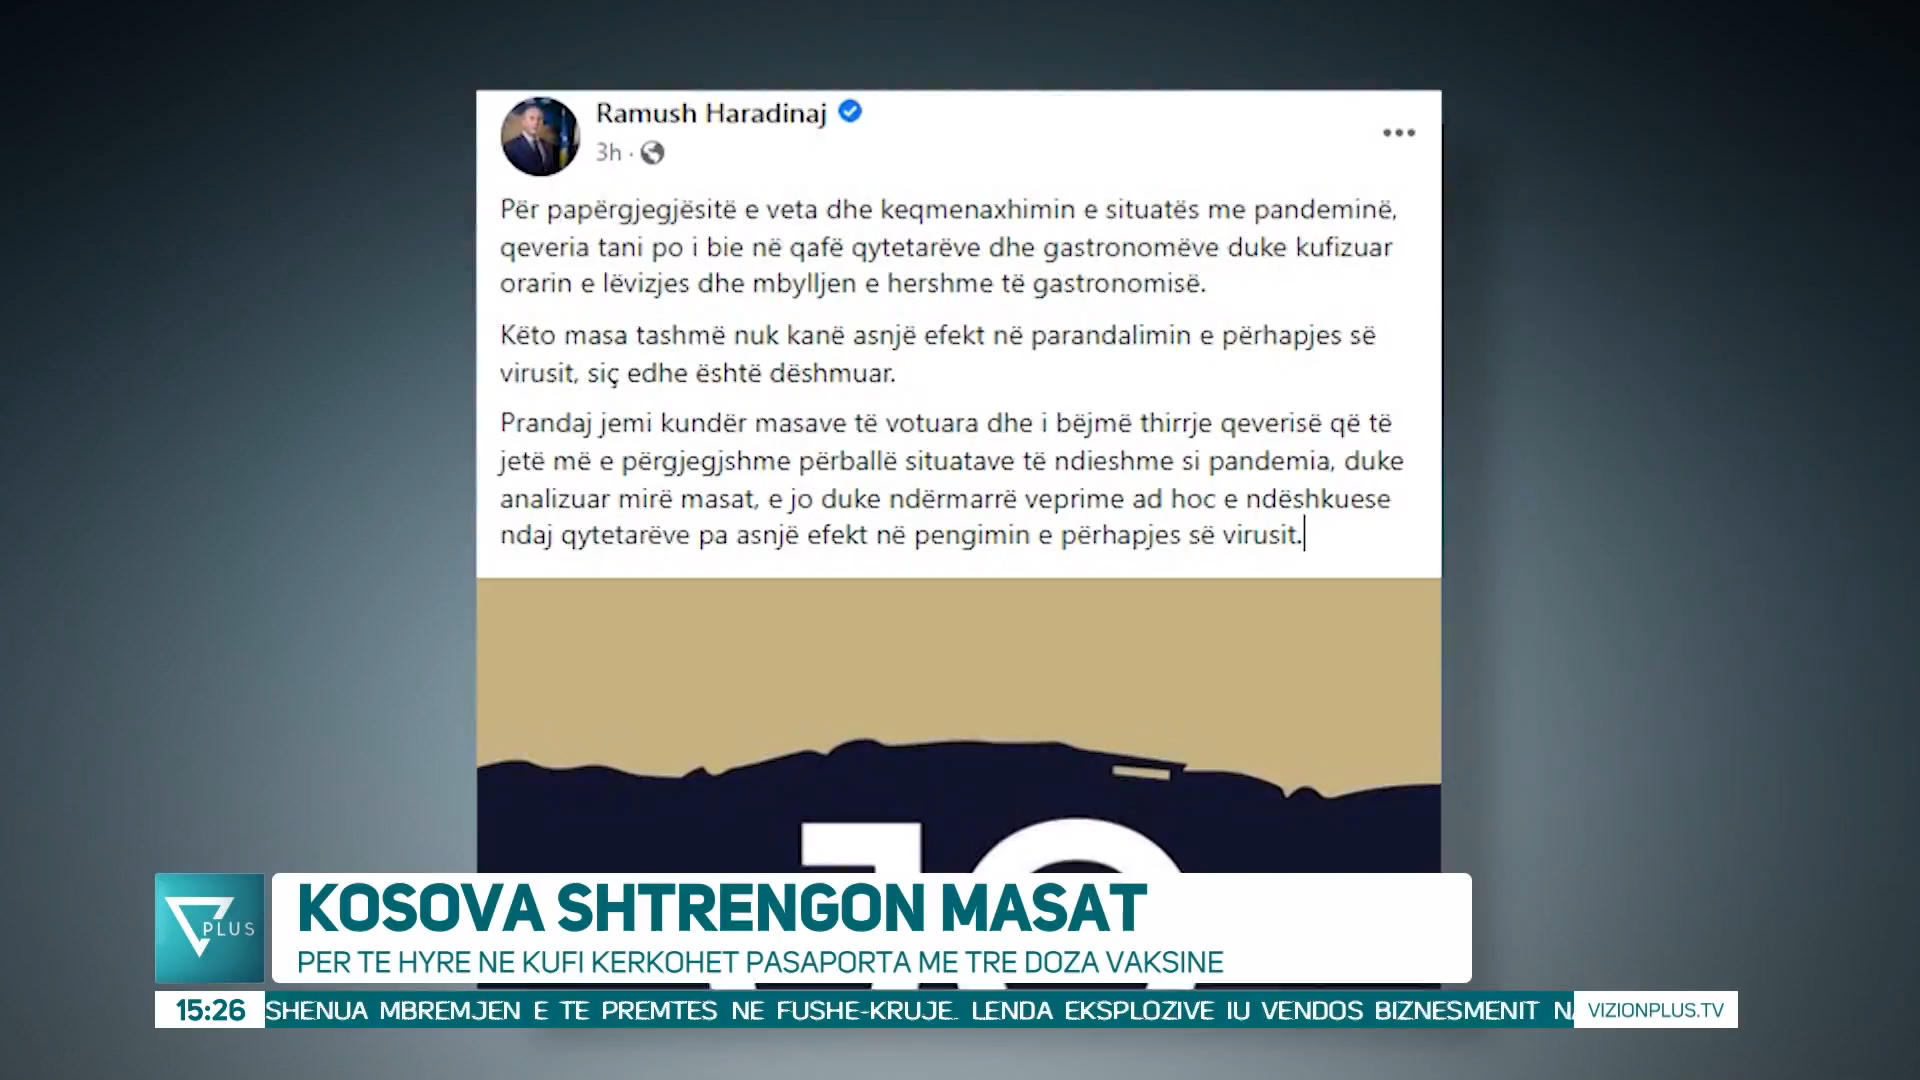 Ramush Haradinaj
3h ·
Për papërgjegjësitë e veta dhe keqmenaxhimin e situatës me pandeminë,
qeveria tani po i bie në qafë qytetarëve dhe gastronomëve duke kufizuar
orarin e lëvizjes dhe mbylljen e hershme të gastronomisë.
Këto masa tashmë nuk kanë asnjë efekt në parandalimin e përhapjes së
virusit, siç edhe është dëshmuar.
Prandaj jemi kundër masave të votuara dhe i bëjmë thirrje qeverisë që të
jetë më e përgjegjshme përballë situatave të ndieshme si pandemia, duke
analizuar mirë masat, e jo duke ndërmarrë veprime ad hoc e ndëshkuese
ndaj qytetarëve pa asnjë efekt në pengimin e përhapjes së virusit.
PLUS
KOSOVA SHTRENGON MASAT
PER TE HYRE NE KUFI KERKOHET PASAPORTA ME TRE DOZA VAKSINE
15:26
SHENUA MBREMJEN E TE PREMTES NE FUSHE-KRUJE. LENDA EKSPLOZIVE IU VENDOS BIZNESMENIT
VIZIONPLUS.TV